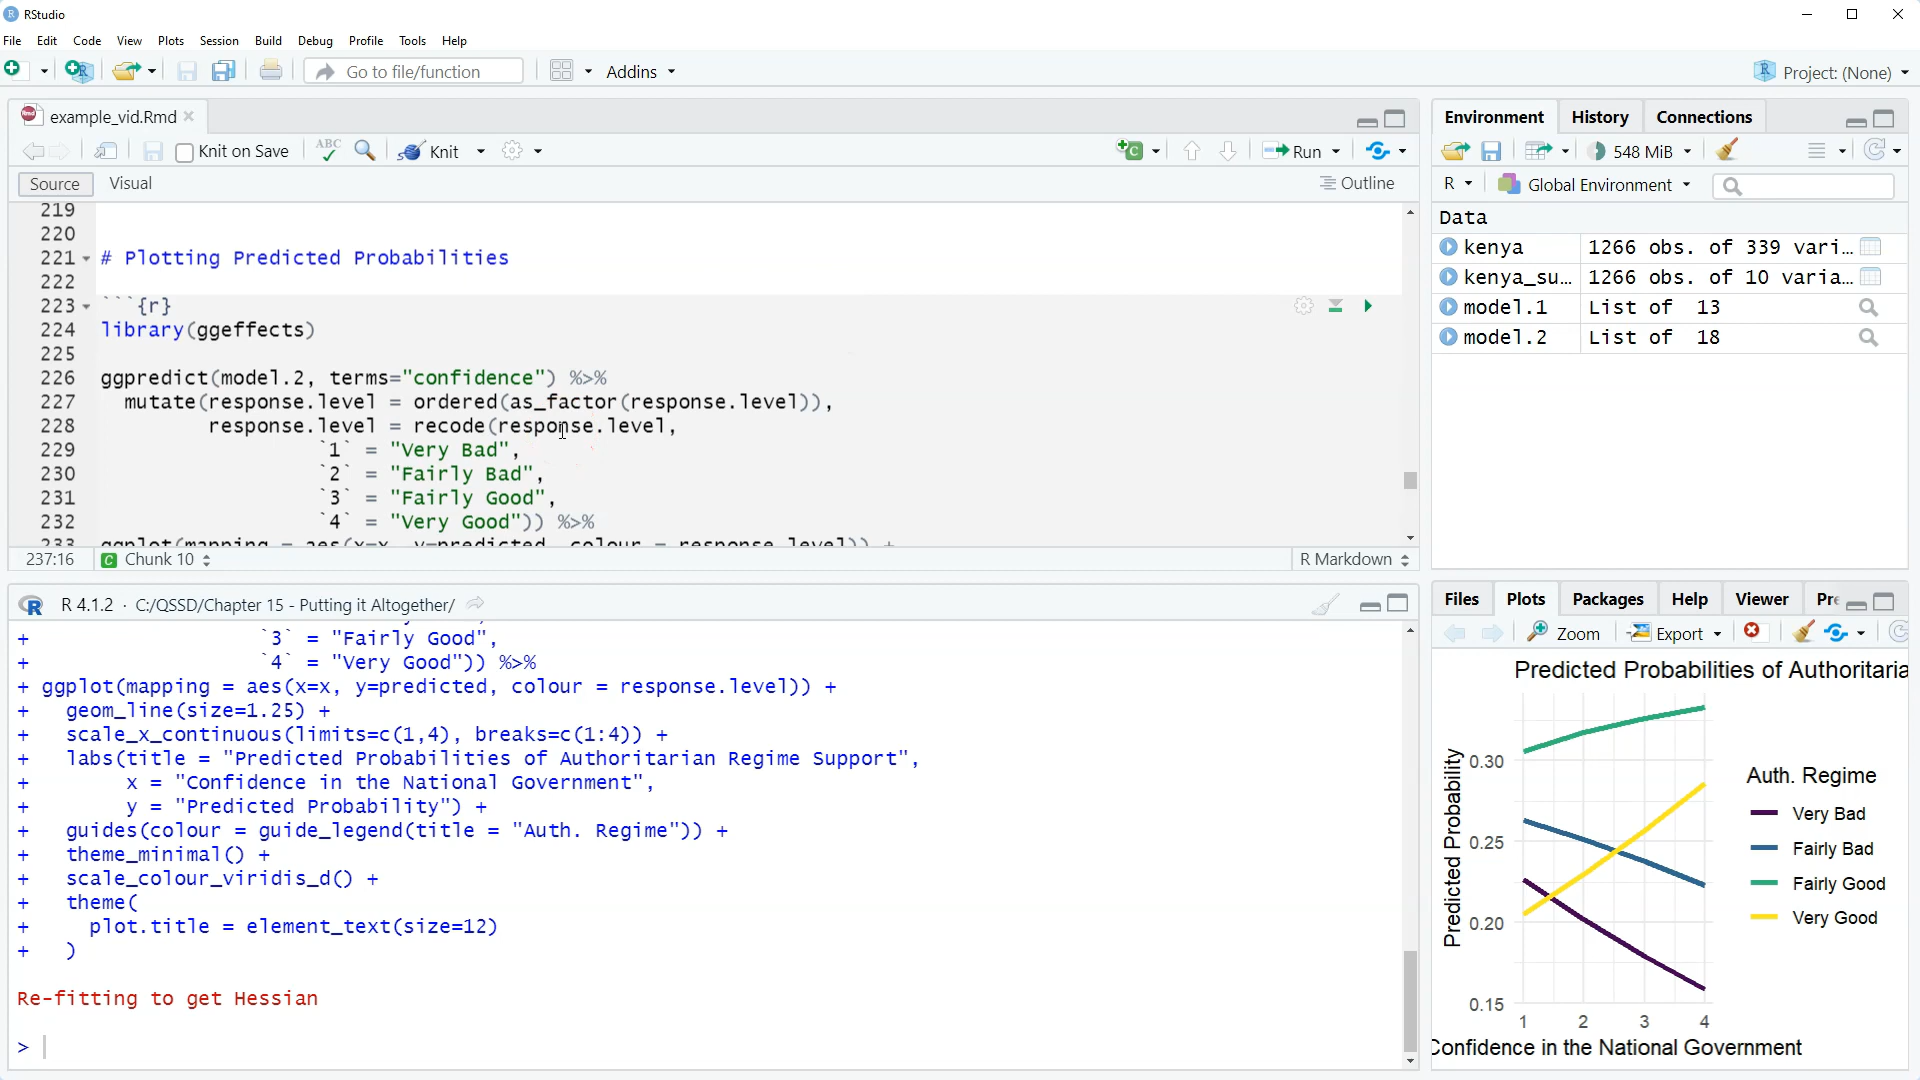 RStudio
File Edit Code View Plots Session Build Debug Profile Tools Help
Go to file/function Addins Project: (None)
example_vid.Rmd
Knit on Save ABC Knit Run
Source Visual Outline
219
220
221 # Plotting Predicted Probabilities
222
223 ```{r}
224 library(ggeffects)
225
226 ggpredict(model.2, terms="confidence") %>%
227 mutate(response.level = ordered(as_factor(response.level)),
228 response.level = recode(response.level,
229 `1` = "Very Bad",
230 `2` = "Fairly Bad",
231 `3` = "Fairly Good",
232 `4` = "Very Good")) %>%
233 ggplot(mapping = aes(x=x, y=predicted, colour = response.level)) +
237:16 C Chunk 10 R Markdown
R 4.1.2 · C:/QSSD/Chapter 15 - Putting it Altogether/
+ `3` = "Fairly Good",
+ `4` = "Very Good")) %>%
+ ggplot(mapping = aes(x=x, y=predicted, colour = response.level)) +
+ geom_line(size=1.25) +
+ scale_x_continuous(limits=c(1,4), breaks=c(1:4)) +
+ labs(title = "Predicted Probabilities of Authoritarian Regime Support",
+ x = "Confidence in the National Government",
+ y = "Predicted Probability") +
+ guides(colour = guide_legend(title = "Auth. Regime")) +
+ theme_minimal() +
+ scale_colour_viridis_d() +
+ theme(
+ plot.title = element_text(size=12)
+ )
Re-fitting to get Hessian
>
Environment History Connections
548 MiB
R Global Environment
Data
kenya 1266 obs. of 339 vari...
kenya_su... 1266 obs. of 10 varia...
model.1 List of 13
model.2 List of 18
Files Plots Packages Help Viewer Pre
Zoom Export
Predicted Probabilities of Authoritaria
Predicted Probability
0.30
0.25
0.20
0.15
1 2 3 4
Confidence in the National Government
Auth. Regime
Very Bad
Fairly Bad
Fairly Good
Very Good